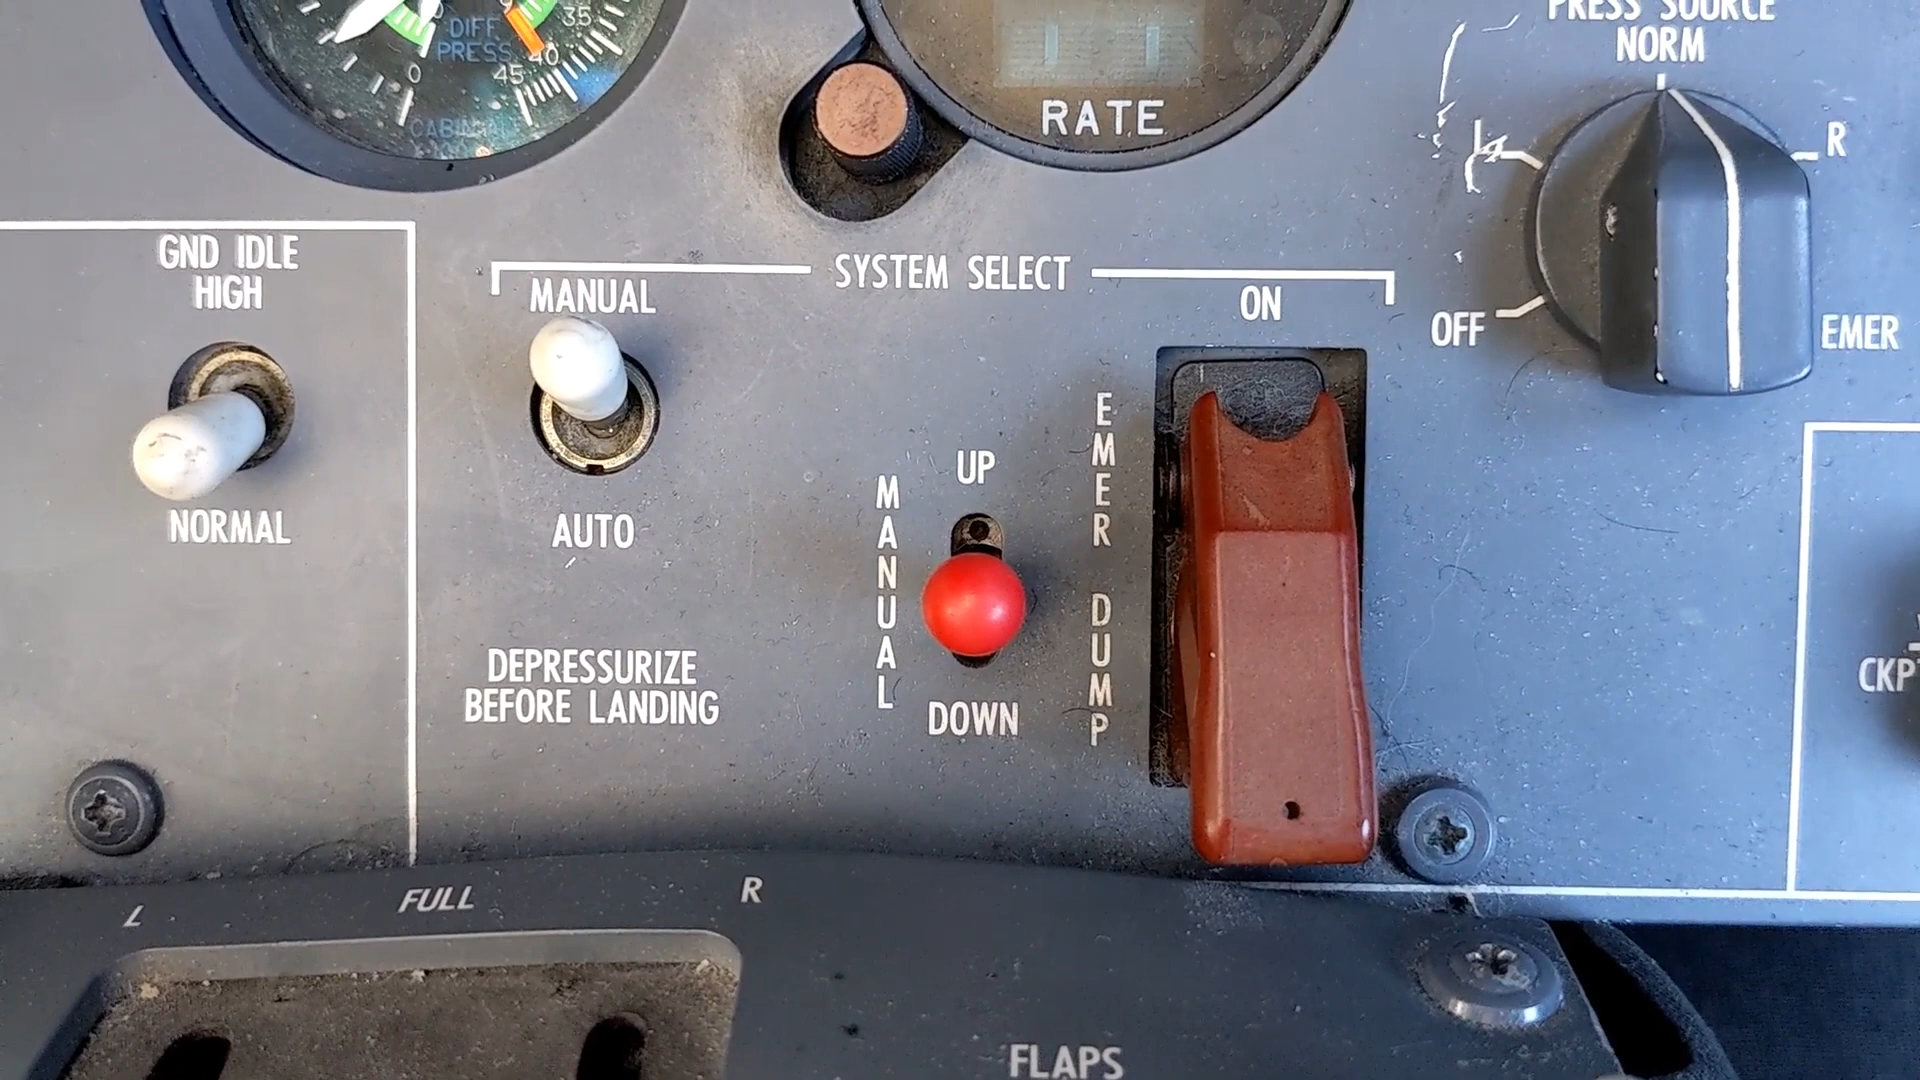 35
DIFF.
PRESS.
40
45
0
RATE
PRESS SOURCE
NORM
R
OFF
EMER
GND IDLE
HIGH
NORMAL
SYSTEM SELECT
MANUAL
AUTO
DEPRESSURIZE
BEFORE LANDING
MANUAL
UP
DOWN
EMER DUMP
ON
CKPT
L
FULL
R
FLAPS